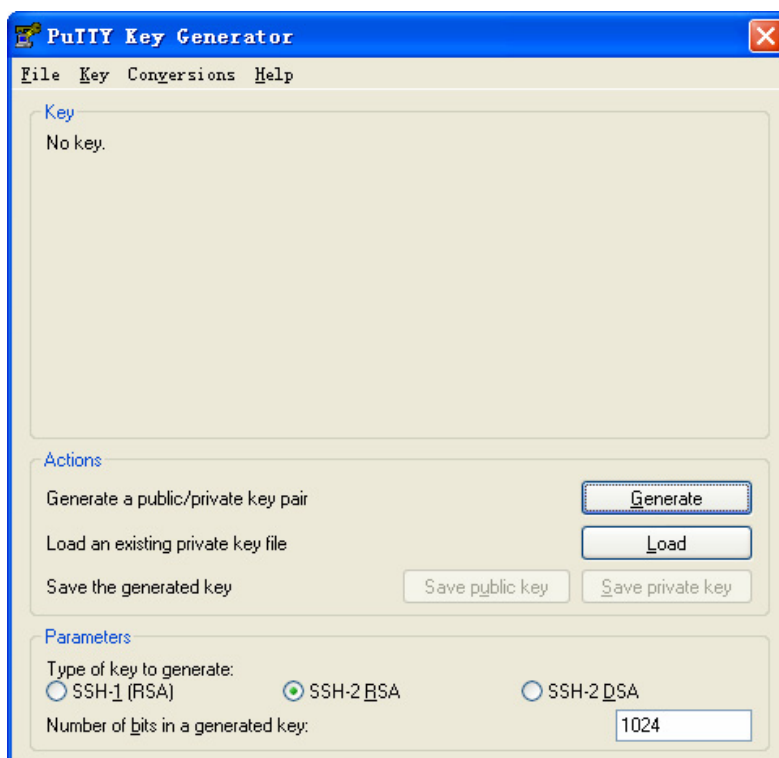 PuTTY Key Generator
File Key Conversions Help
Key
No key.
Actions
Generate a public/private key pair
Generate
Load an existing private key file
Load
Save the generated key
Save public key
Save private key
Parameters
Type of key to generate:
SSH-1 (RSA)
SSH-2 RSA
SSH-2 DSA
Number of bits in a generated key:
1024